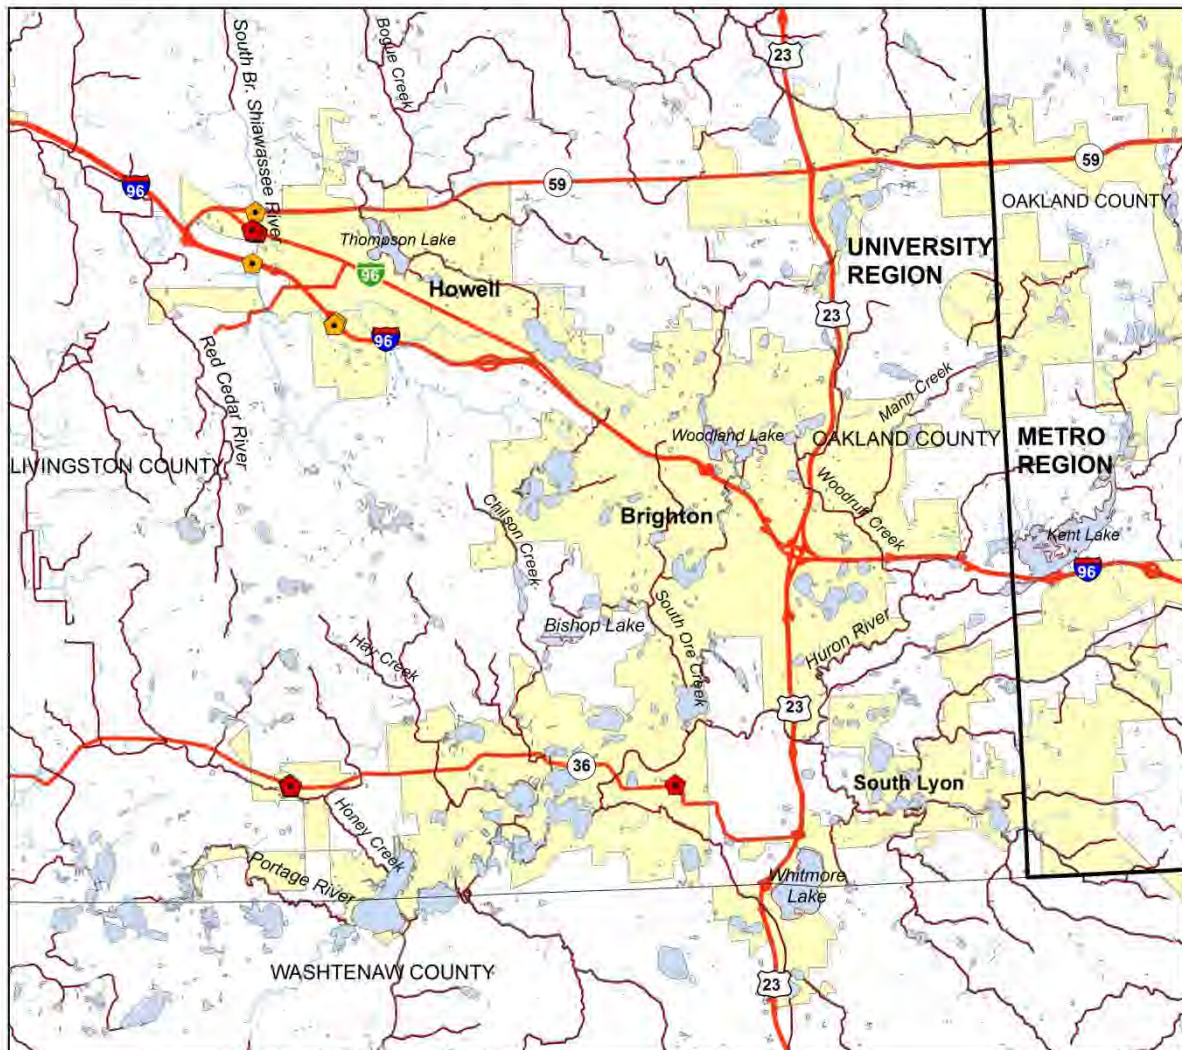 South Br. Shiawassee River
Bogue Creek
23
59
59
96
OAKLAND COUNTY
Thompson Lake
UNIVERSITY
REGION
96
Howell
23
96
Red Cedar River
Mann Creek
Woodland Lake
OAKLAND COUNTY
METRO
REGION
LIVINGSTON COUNTY
Chilson Creek
Brighton
Woodruff Creek
Kent Lake
96
Bishop Lake
South Ore Creek
Huron River
Hay Creek
23
36
South Lyon
Honey Creek
Portage River
Whitmore
Lake
WASHTENAW COUNTY
23